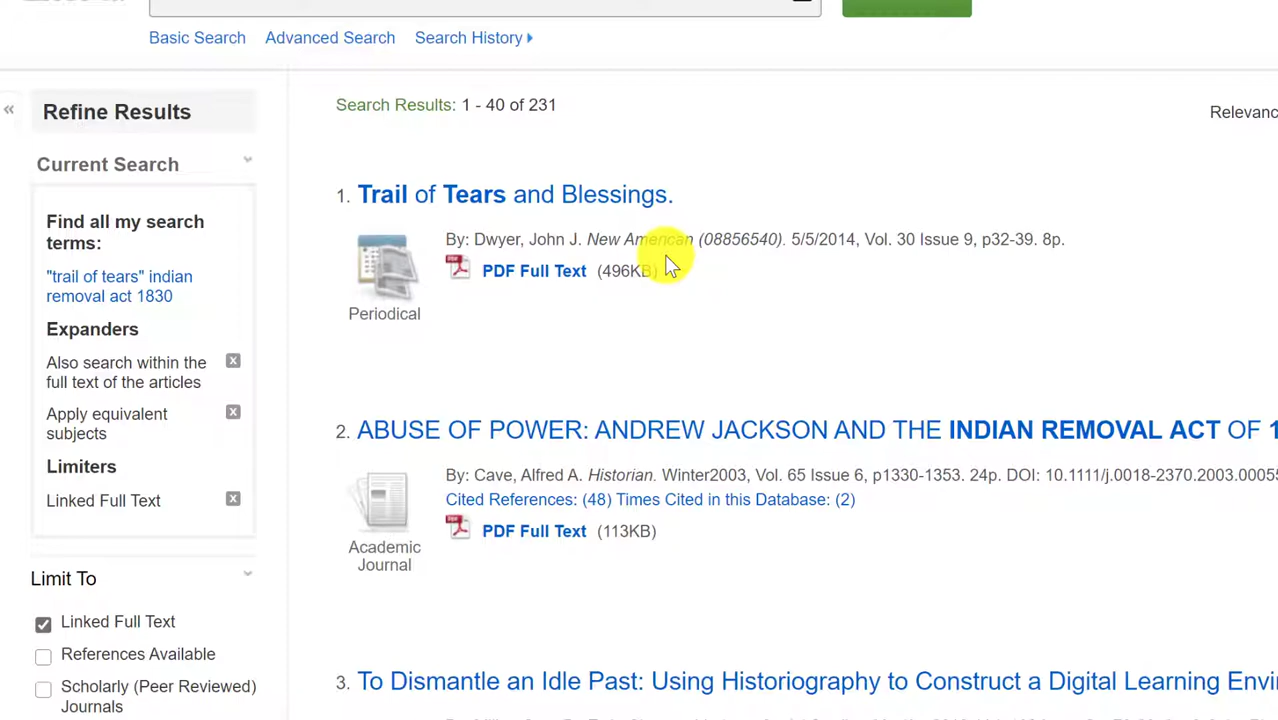 Basic Search Advanced Search Search History
Refine Results
Current Search
Find all my search
terms:
"trail of tears" indian
removal act 1830
Expanders
Also search within the
full text of the articles
Apply equivalent
subjects
Limiters
Linked Full Text
Limit To
Linked Full Text
References Available
Scholarly (Peer Reviewed)
Journals
Search Results: 1 - 40 of 231
Relevanc
1. Trail of Tears and Blessings.
By: Dwyer, John J. New American (08856540). 5/5/2014, Vol. 30 Issue 9, p32-39. 8p.
PDF Full Text (496KB)
Periodical
2. ABUSE OF POWER: ANDREW JACKSON AND THE INDIAN REMOVAL ACT OF 1
By: Cave, Alfred A. Historian. Winter2003, Vol. 65 Issue 6, p1330-1353. 24p. DOI: 10.1111/j.0018-2370.2003.0005
Cited References: (48) Times Cited in this Database: (2)
PDF Full Text (113KB)
Academic
Journal
3. To Dismantle an Idle Past: Using Historiography to Construct a Digital Learning Envi